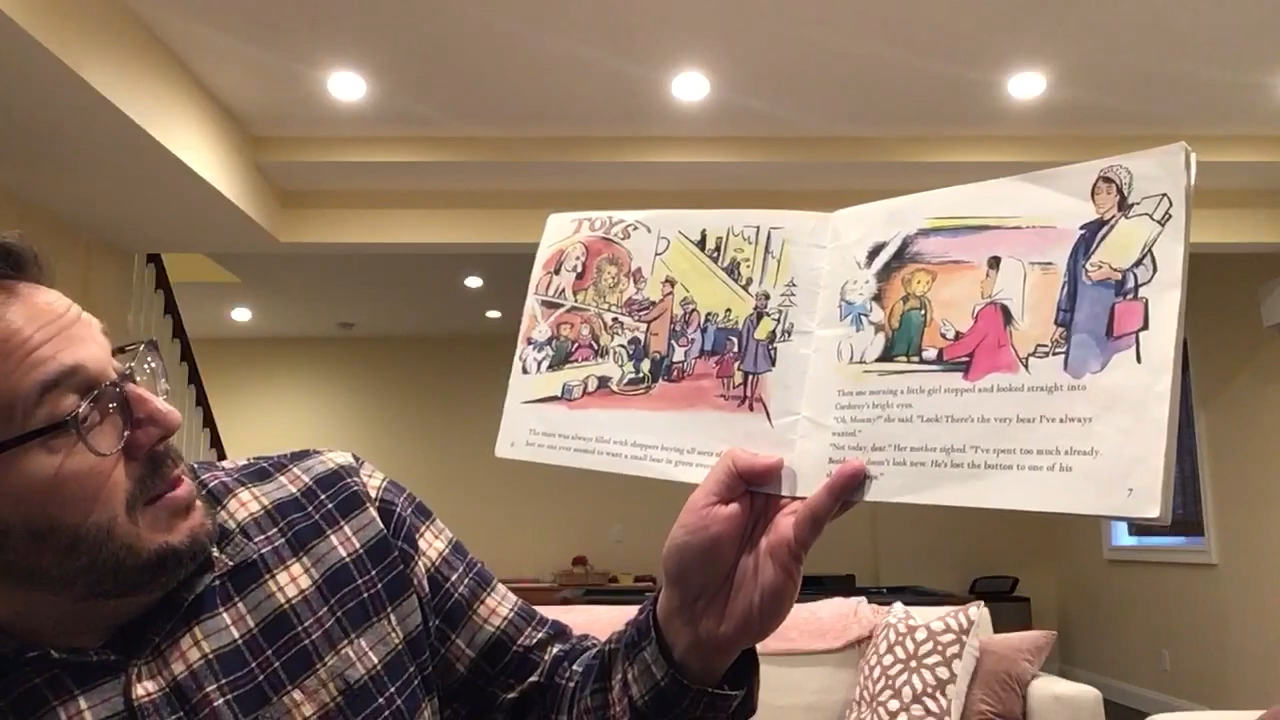 TOYS
The store was always filled with shoppers buying all sorts of
but no one ever seemed to want a small bear in green
6
Then one morning a little girl stopped and looked straight into
Corduroy's bright eyes.
"Oh, Mommy!" she said. "Look! There's the very bear I've always
wanted."
"Not today, dear." Her mother sighed. "I've spent too much already.
doesn't look new. He's lost the button to one of his
7